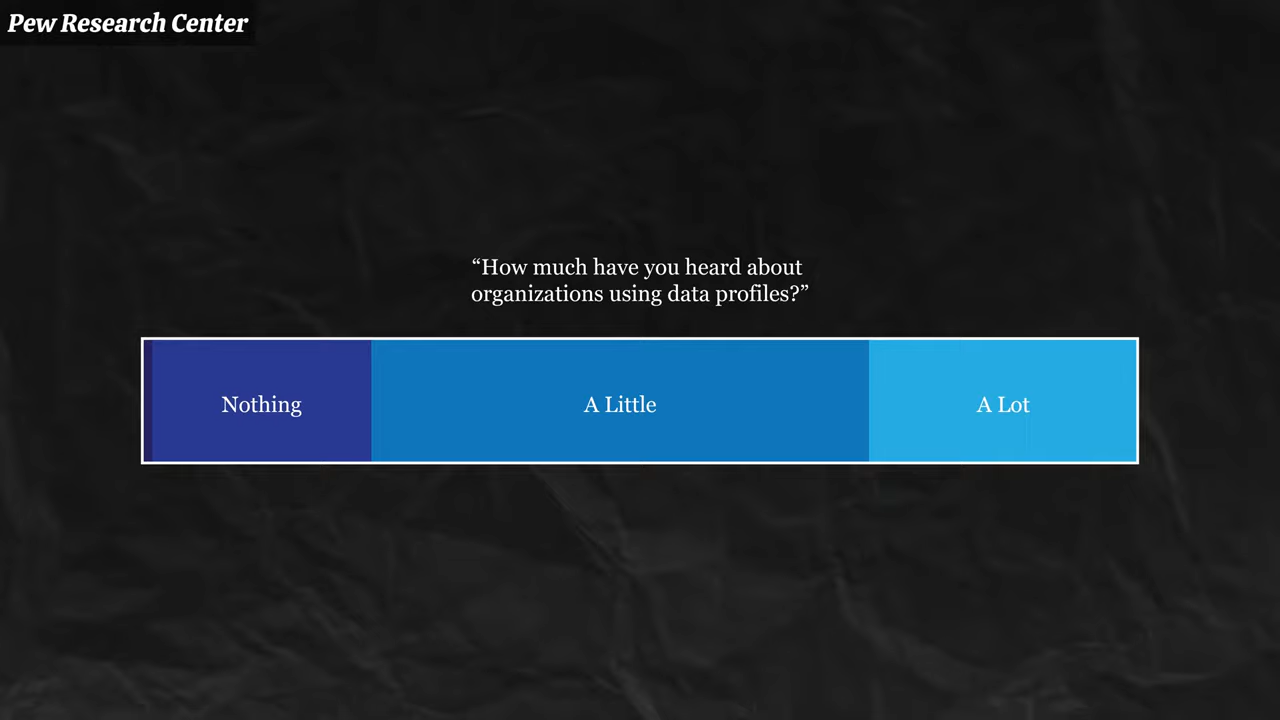 Pew Research Center
“How much have you heard about
organizations using data profiles?”
Nothing
A Little
A Lot